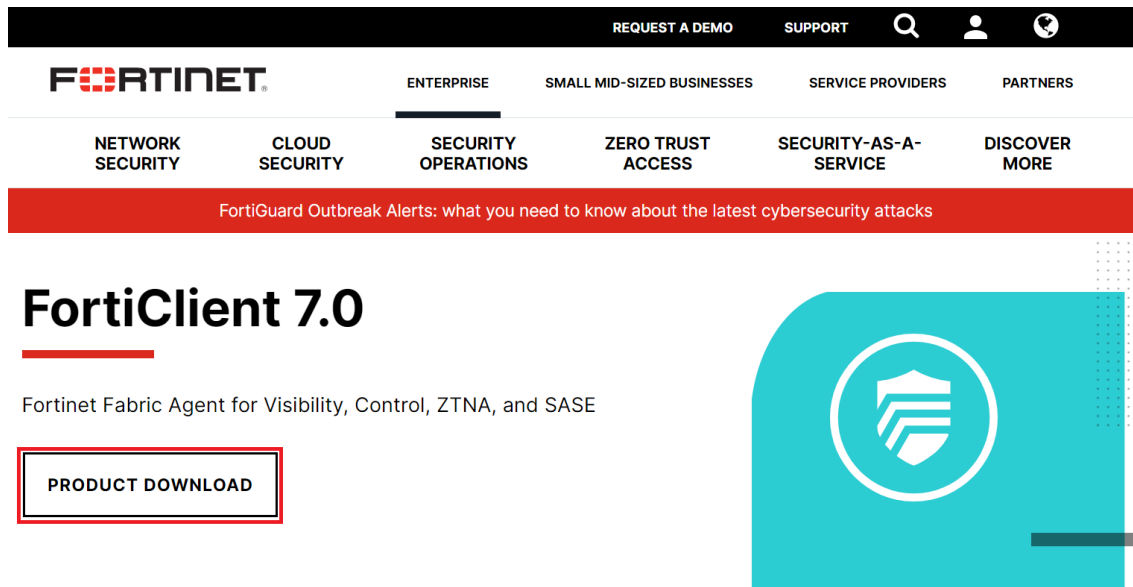 REQUEST A DEMO SUPPORT
FORTINET ENTERPRISE SMALL MID-SIZED BUSINESSES SERVICE PROVIDERS PARTNERS
NETWORK SECURITY CLOUD SECURITY SECURITY OPERATIONS ZERO TRUST ACCESS SECURITY-AS-A-SERVICE DISCOVER MORE
FortiGuard Outbreak Alerts: what you need to know about the latest cybersecurity attacks
FortiClient 7.0
Fortinet Fabric Agent for Visibility, Control, ZTNA, and SASE
PRODUCT DOWNLOAD